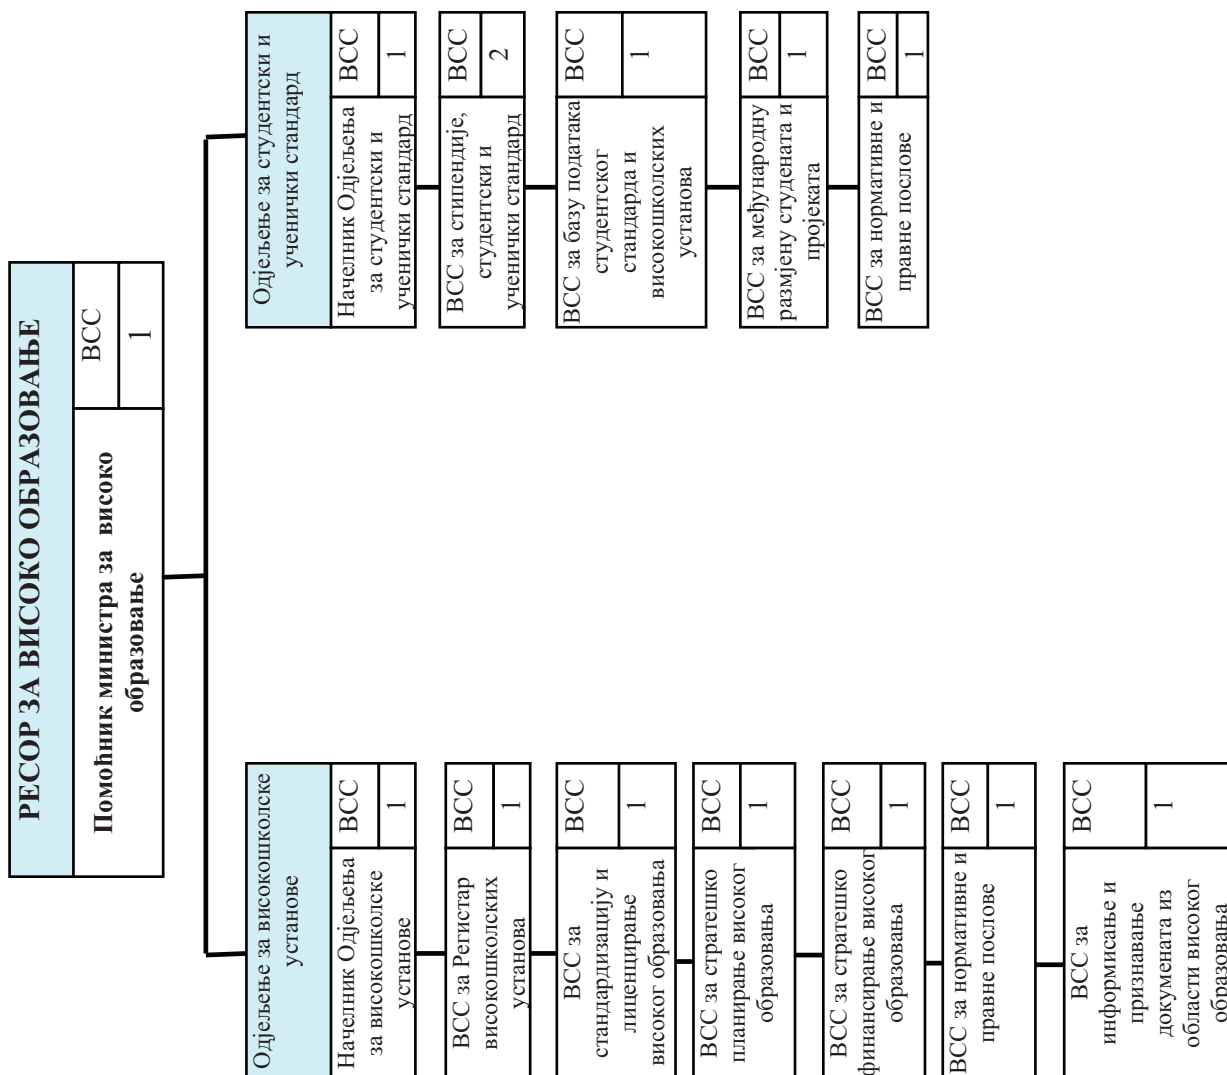 РЕСОР ЗА ВИСОКО ОБРАЗОВАЊЕ
Помоћник министра за високо
образовање
ВСС
1
Одјељење за високошколске
установе
Начелник Одјељења
за високошколске
установе
ВСС
1
ВСС за Регистар
високошколских
установа
ВСС
1
ВСС за
стандардизацију и
лиценцирање
високог образовања
ВСС
1
ВСС за стратешко
планирање високог
образовања
ВСС
1
ВСС за стратешко
финансирање високог
образовања
ВСС
1
ВСС за нормативне и
правне послове
ВСС
1
ВСС за
информисање и
признавање
докумената из
области високог
образовања
ВСС
1
Одјељење за студентски и
ученички стандард
Начелник Одјељења
за студентски и
ученички стандард
ВСС
1
ВСС за стипендије,
студентски и
ученички стандард
ВСС
2
ВСС за базу података
студентског
стандарда и
високошколских
установа
ВСС
1
ВСС за међународну
размјену студената и
пројеката
ВСС
1
ВСС за нормативне и
правне послове
ВСС
1